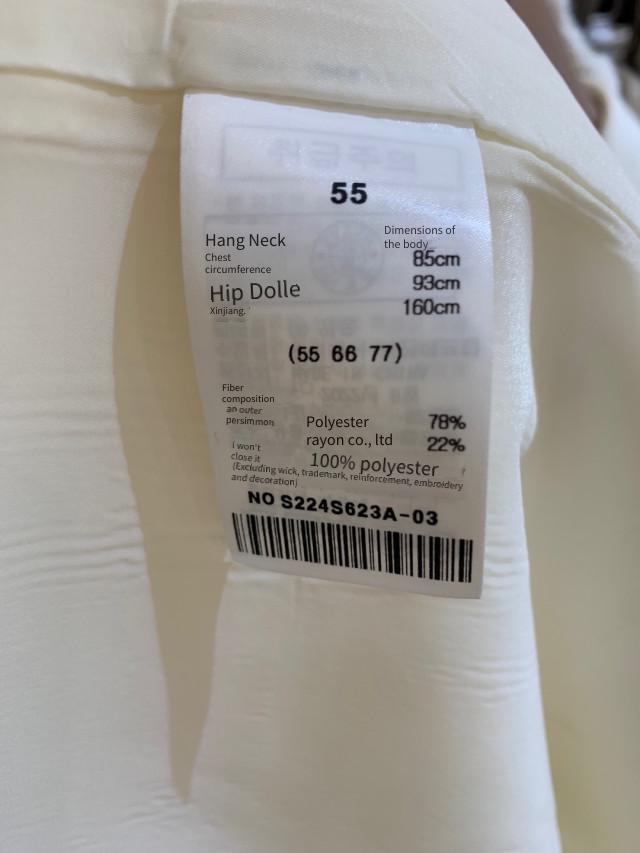 55
Dimensions of
the body
Hang Neck 85cm
Chest
circumference
Hip Dolle 93cm
Xinjiang. 160cm
(55 66 77)
Fiber
composition
an outer
persimmon
Polyester 78%
rayon co., ltd 22%
I won't
close it
100% polyester
(Excluding wick, trademark, reinforcement, embroidery
and decoration)
NO S224S623A-03